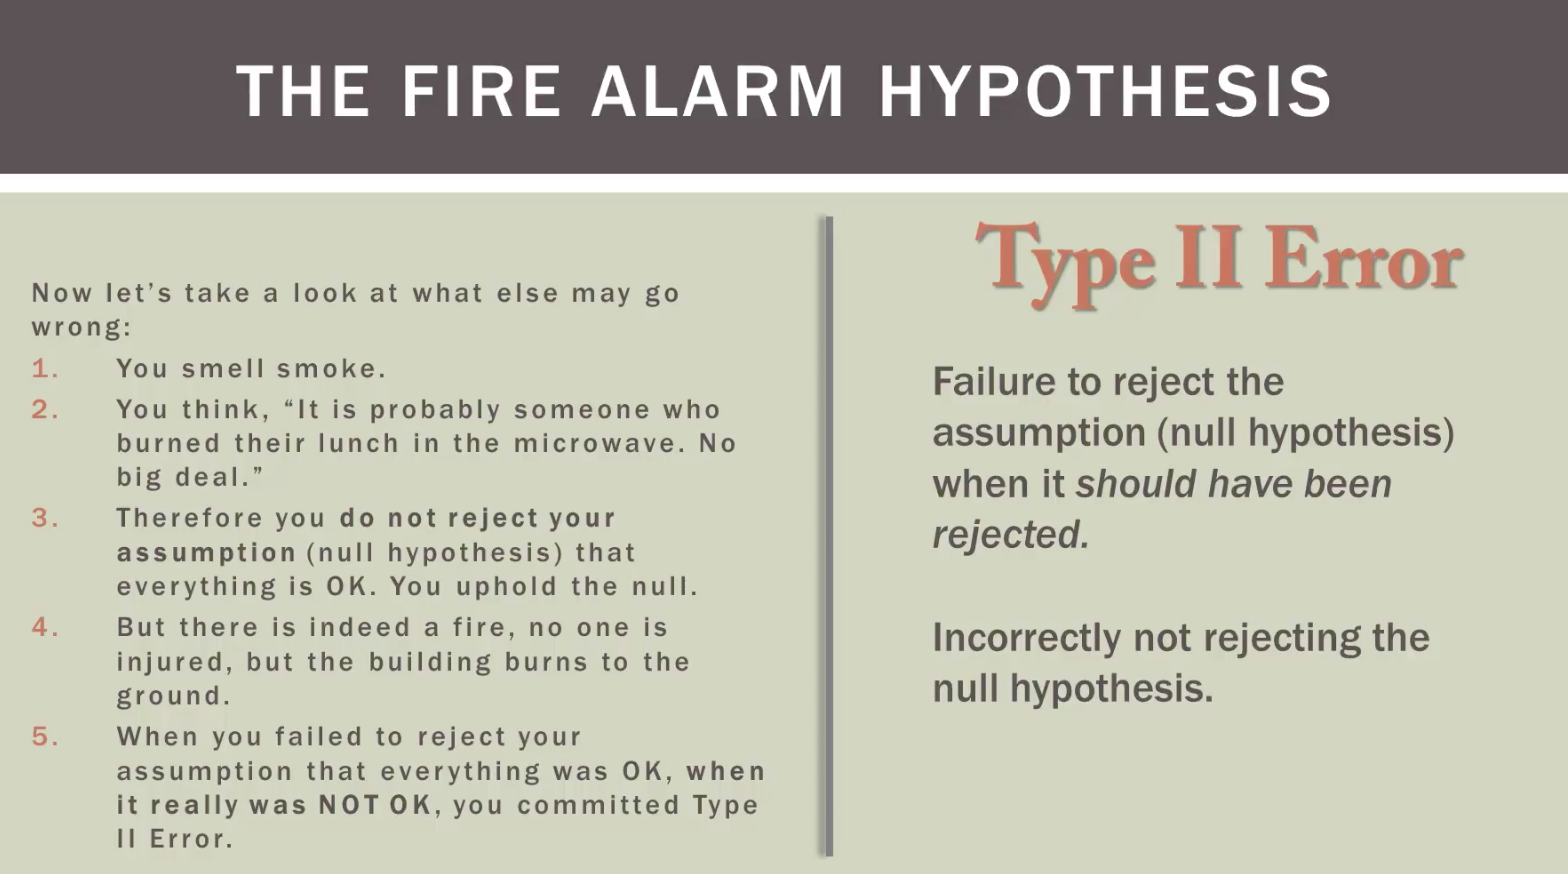 THE FIRE ALARM HYPOTHESIS
Now let’s take a look at what else may go
wrong:
1. You smell smoke.
2. You think, “It is probably someone who
burned their lunch in the microwave. No
big deal.”
3. Therefore you do not reject your
assumption (null hypothesis) that
everything is OK. You uphold the null.
4. But there is indeed a fire, no one is
injured, but the building burns to the
ground.
5. When you failed to reject your
assumption that everything was OK, when
it really was NOT OK, you committed Type
II Error.
Type II Error
Failure to reject the
assumption (null hypothesis)
when it should have been
rejected.
Incorrectly not rejecting the
null hypothesis.